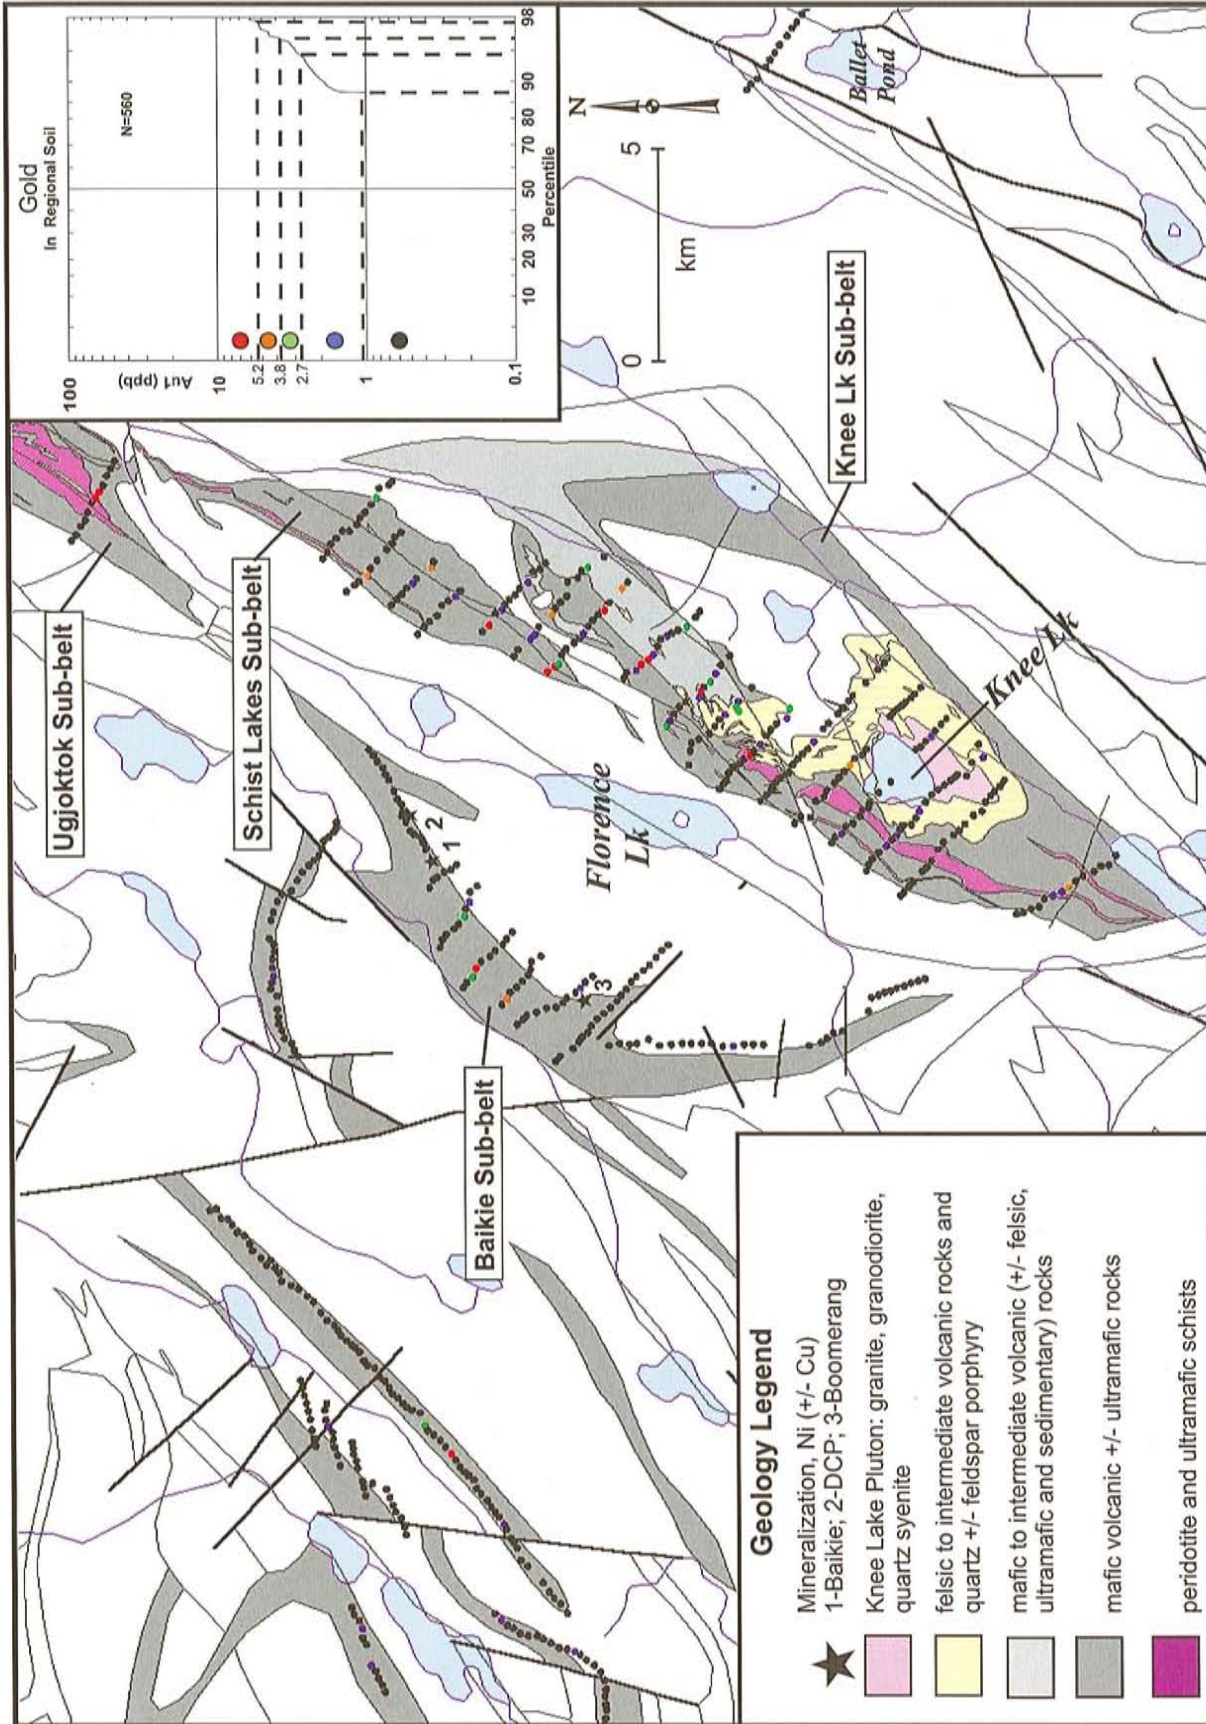 Gold
In Regional Soil
N=560
100
10
5.2
3.8
2.7
1
0.1
Au1 (ppb)
10
20
30
50
70
80
90
98
Percentile
N
0
5
km
Ballet
Pond
Ugjoktok Sub-belt
Schist Lakes Sub-belt
Knee Lk Sub-belt
Baikie Sub-belt
Florence
Lk
Knee Lk
1
2
3
Geology Legend
Mineralization, Ni (+/- Cu)
1-Baikie; 2-DCP; 3-Boomerang
Knee Lake Pluton: granite, granodiorite,
quartz syenite
felsic to intermediate volcanic rocks and
quartz +/- feldspar porphyry
mafic to intermediate volcanic (+/- felsic,
ultramafic and sedimentary) rocks
mafic volcanic +/- ultramafic rocks
peridotite and ultramafic schists